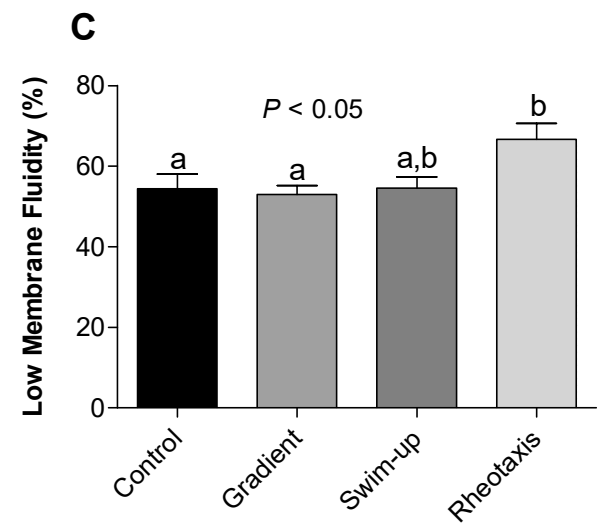 C
Low Membrane Fluidity (%)
80
60
40
20
0
P < 0.05
a
a
a,b
b
Control
Gradient
Swim-up
Rheotaxis